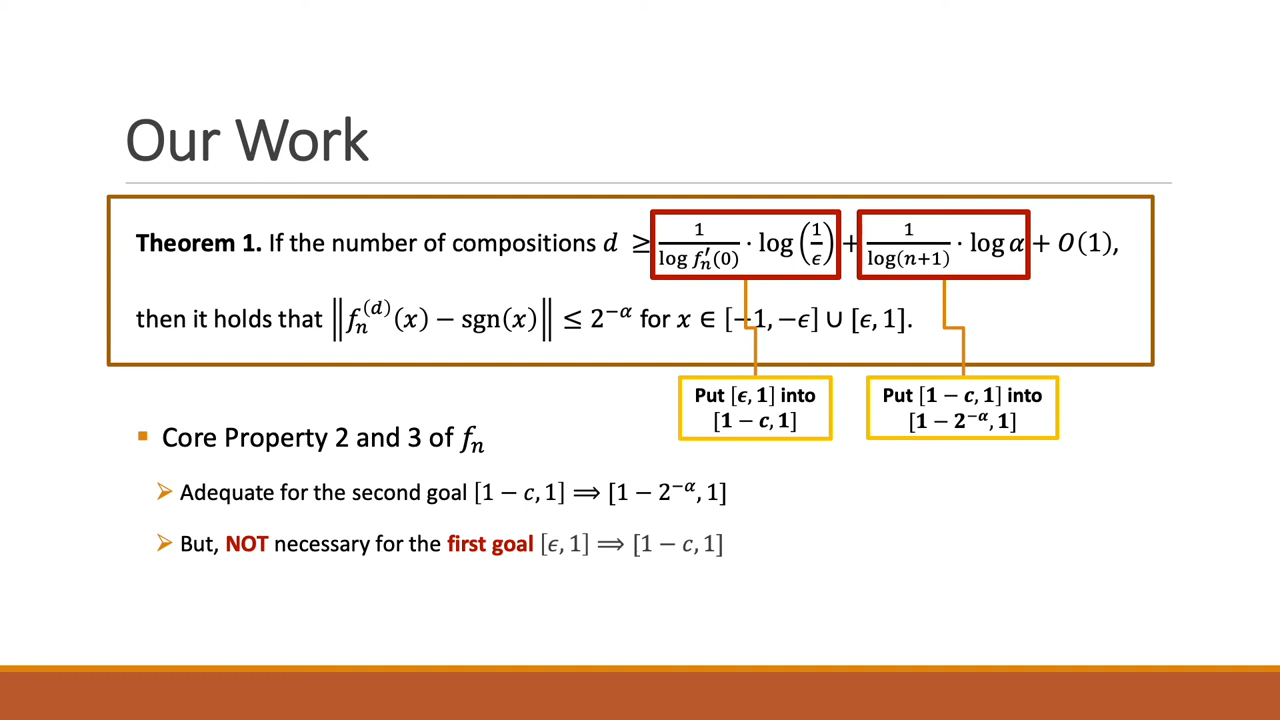 Our Work
Theorem 1. If the number of compositions d ≥ 1/log fₙ′(0) · log(1/ϵ) + 1/log(n+1) · log α + O(1),
then it holds that ‖fₙ⁽ᵈ⁾(x) − sgn(x)‖ ≤ 2⁻ᵅ for x ∈ [−1, −ϵ] ∪ [ϵ, 1].
Put [ϵ, 1] into
[1 − c, 1]
Put [1 − c, 1] into
[1 − 2⁻ᵅ, 1]
▪ Core Property 2 and 3 of fₙ
➢ Adequate for the second goal [1 − c, 1] ⟹ [1 − 2⁻ᵅ, 1]
➢ But, NOT necessary for the first goal [ϵ, 1] ⟹ [1 − c, 1]